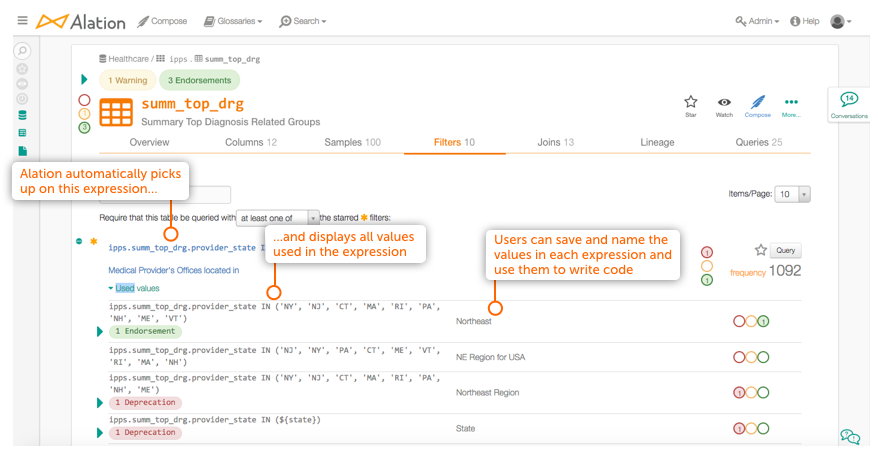 Alation
Compose
Glossaries
Search
Admin
Help
Healthcare / ipps . summ_top_drg
1 Warning
3 Endorsements
summ_top_drg
Summary Top Diagnosis Related Groups
3
Star
Watch
Compose
More...
14
Conversations
Overview
Columns 12
Samples 100
Filters 10
Joins 13
Lineage
Queries 25
Alation automatically picks
up on this expression...
Items/Page: 10
Require that this table be queried with at least one of the starred * filters:
...and displays all values
used in the expression
Users can save and name the
values in each expression and
use them to write code
ipps.summ_top_drg.provider_state I
1
1
Query
frequency 1092
Medical Provider's Offices located in
Used values
ipps.summ_top_drg.provider_state IN ('NY', 'NJ', 'CT', 'MA', 'RI', 'PA',
'NH', 'ME', 'VT')
Northeast
1
1 Endorsement
ipps.summ_top_drg.provider_state IN ('NJ', 'NY', 'PA', 'CT', 'ME', 'VT',
'RI', 'MA', 'NH')
NE Region for USA
ipps.summ_top_drg.provider_state IN ('NY', 'NJ', 'CT', 'MA', 'RI', 'PA',
'NH', 'ME')
Northeast Region
1
1 Deprecation
ipps.summ_top_drg.provider_state IN (${state})
State
1
1 Deprecation